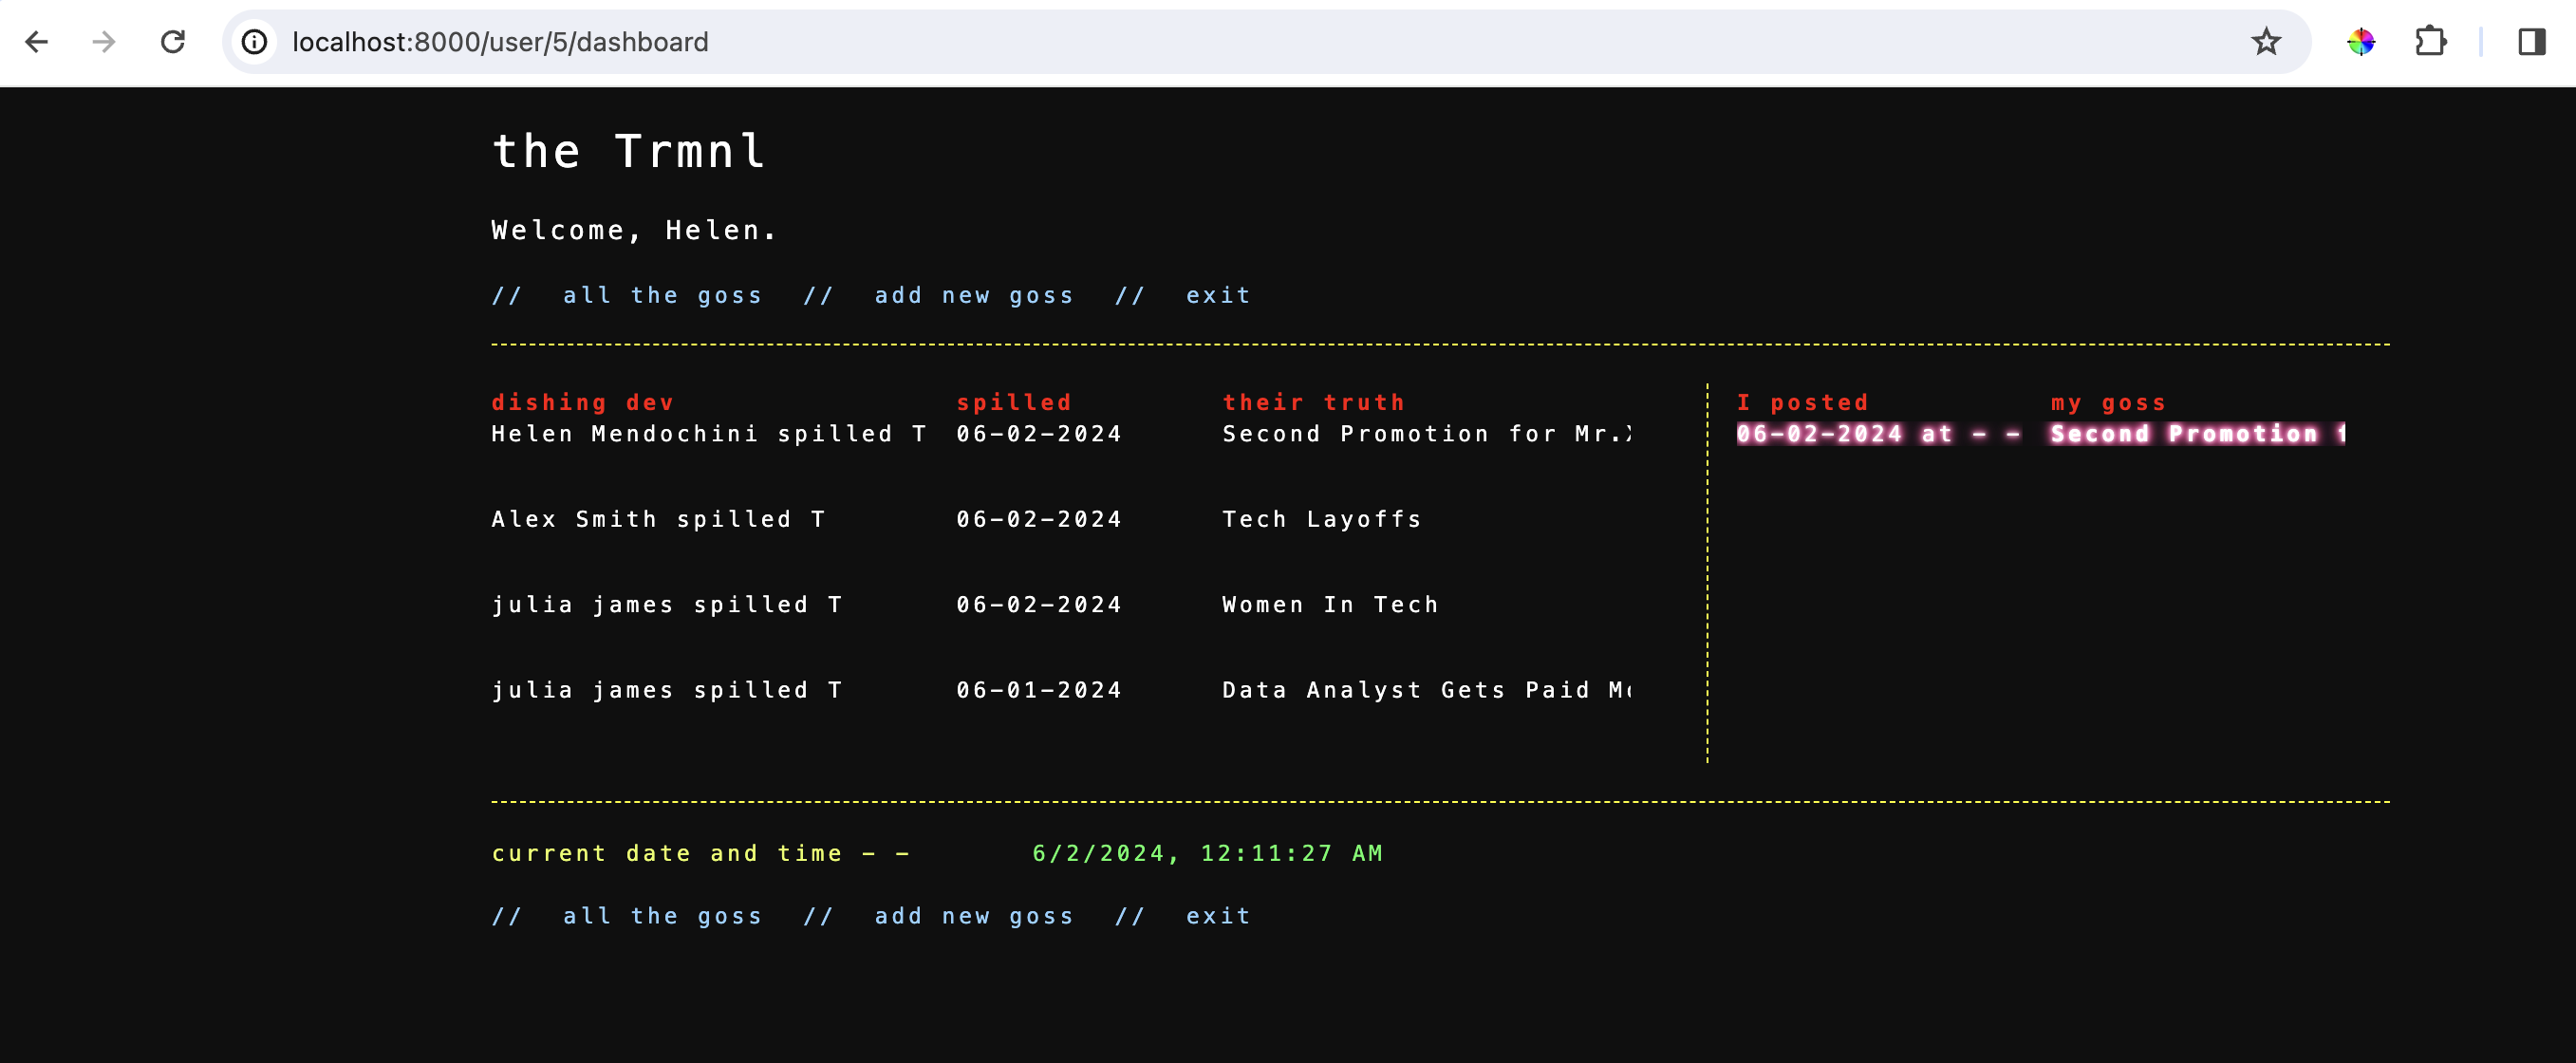 localhost:8000/user/5/dashboard
the Trmnl
Welcome, Helen.
// all the goss // add new goss // exit
dishing dev spilled their truth I posted my goss
Helen Mendochini spilled T 06-02-2024 Second Promotion for Mr. 06-02-2024 at - - Second Promotion
Alex Smith spilled T 06-02-2024 Tech Layoffs
julia james spilled T 06-02-2024 Women In Tech
julia james spilled T 06-01-2024 Data Analyst Gets Paid
current date and time - - 6/2/2024, 12:11:27 AM
// all the goss // add new goss // exit